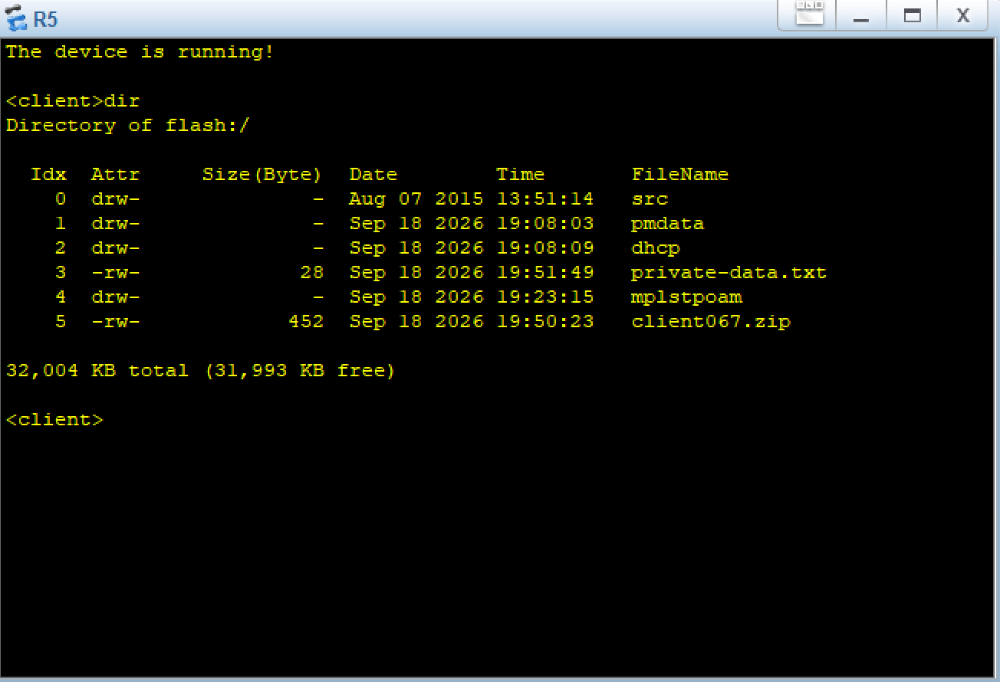 R5
The device is running!
<client>dir
Directory of flash:/
Idx Attr Size(Byte) Date Time FileName
0 drw- - Aug 07 2015 13:51:14 src
1 drw- - Sep 18 2026 19:08:03 pmdata
2 drw- - Sep 18 2026 19:08:09 dhcp
3 -rw- 28 Sep 18 2026 19:51:49 private-data.txt
4 drw- - Sep 18 2026 19:23:15 mplstpoam
5 -rw- 452 Sep 18 2026 19:50:23 client067.zip
32,004 KB total (31,993 KB free)
<client>